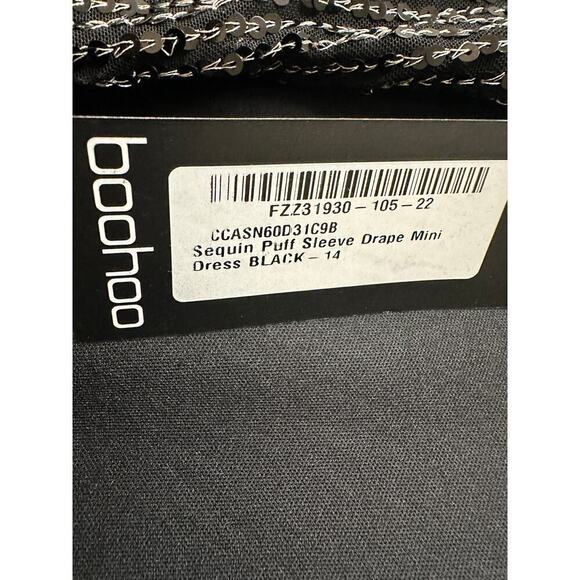 boohoo
FZZ31930-105-22
CCASN60D31C9B
Sequin Puff Sleeve Drape Mini
Dress BLACK - 14